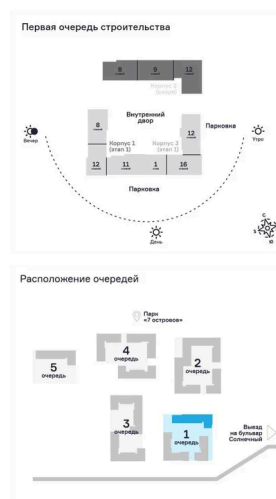 Первая очередь строительства
8 9 12
Корпус 2
(скоро)
8
Внутренний
двор
12
Парковка
Вечер
Утро
Корпус 1
(этап 1)
Корпус 3
(этап 1)
12 11 1 16
Парковка
День
С
Ю
Расположение очередей
Парк
«7 островов»
5
очередь
4
очередь
2
очередь
3
очередь
1
очередь
Выезд
на бульвар
Солнечный